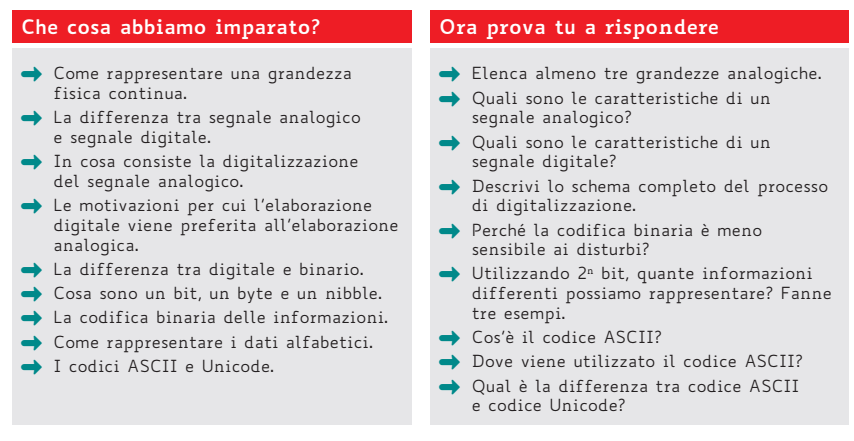 Che cosa abbiamo imparato?
Come rappresentare una grandezza
fisica continua.
La differenza tra segnale analogico
e segnale digitale.
In cosa consiste la digitalizzazione
del segnale analogico.
Le motivazioni per cui l'elaborazione
digitale viene preferita all'elaborazione
analogica.
La differenza tra digitale e binario.
Cosa sono un bit, un byte e un nibble.
La codifica binaria delle informazioni.
Come rappresentare i dati alfabetici.
I codici ASCII e Unicode.
Ora prova tu a rispondere
Elenca almeno tre grandezze analogiche.
Quali sono le caratteristiche di un
segnale analogico?
Quali sono le caratteristiche di un
segnale digitale?
Descrivi lo schema completo del processo
di digitalizzazione.
Perché la codifica binaria è meno
sensibile ai disturbi?
Utilizzando 2ⁿ bit, quante informazioni
differenti possiamo rappresentare? Fanne
tre esempi.
Cos'è il codice ASCII?
Dove viene utilizzato il codice ASCII?
Qual è la differenza tra codice ASCII
e codice Unicode?